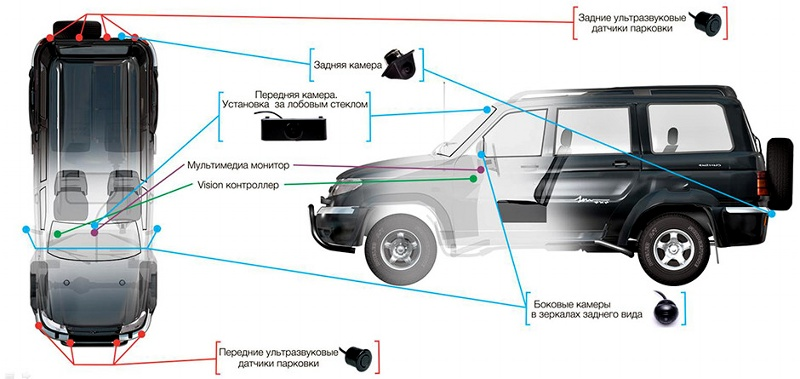 Задние ультразвуковые
датчики парковки
Задняя камера
Передняя камера.
Установка за лобовым стеклом
Мультимедиа монитор
Vision контроллер
Боковые камеры
в зеркалах заднего вида
Передние ультразвуковые
датчики парковки